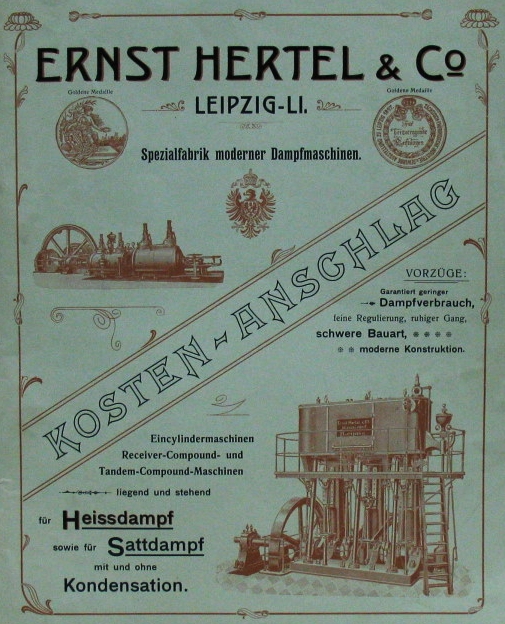 ERNST HERTEL & Co
LEIPZIG-LI.
Goldene Medaille
Goldene Medaille
Spezialfabrik moderner Dampfmaschinen.
KOSTEN-ANSCHLAG
VORZÜGE:
Garantiert geringer
Dampfverbrauch,
feine Regulierung, ruhiger Gang,
schwere Bauart,
moderne Konstruktion.
Eincylindermaschinen
Receiver-Compound- und
Tandem-Compound-Maschinen
liegend und stehend
für Heissdampf
sowie für Sattdampf
mit und ohne
Kondensation.